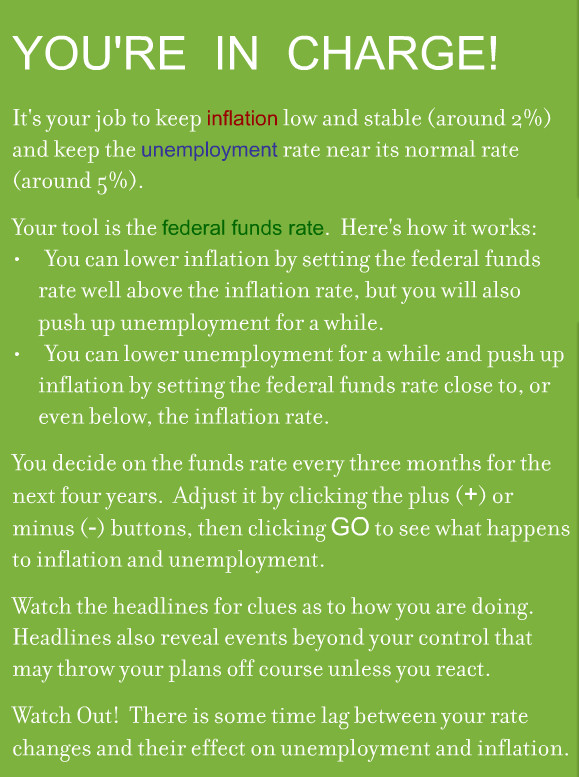 YOU'RE IN CHARGE!
It's your job to keep inflation low and stable (around 2%)
and keep the unemployment rate near its normal rate
(around 5%).
Your tool is the federal funds rate. Here's how it works:
• You can lower inflation by setting the federal funds
rate well above the inflation rate, but you will also
push up unemployment for a while.
• You can lower unemployment for a while and push up
inflation by setting the federal funds rate close to, or
even below, the inflation rate.
You decide on the funds rate every three months for the
next four years. Adjust it by clicking the plus (+) or
minus (-) buttons, then clicking GO to see what happens
to inflation and unemployment.
Watch the headlines for clues as to how you are doing.
Headlines also reveal events beyond your control that
may throw your plans off course unless you react.
Watch Out! There is some time lag between your rate
changes and their effect on unemployment and inflation.